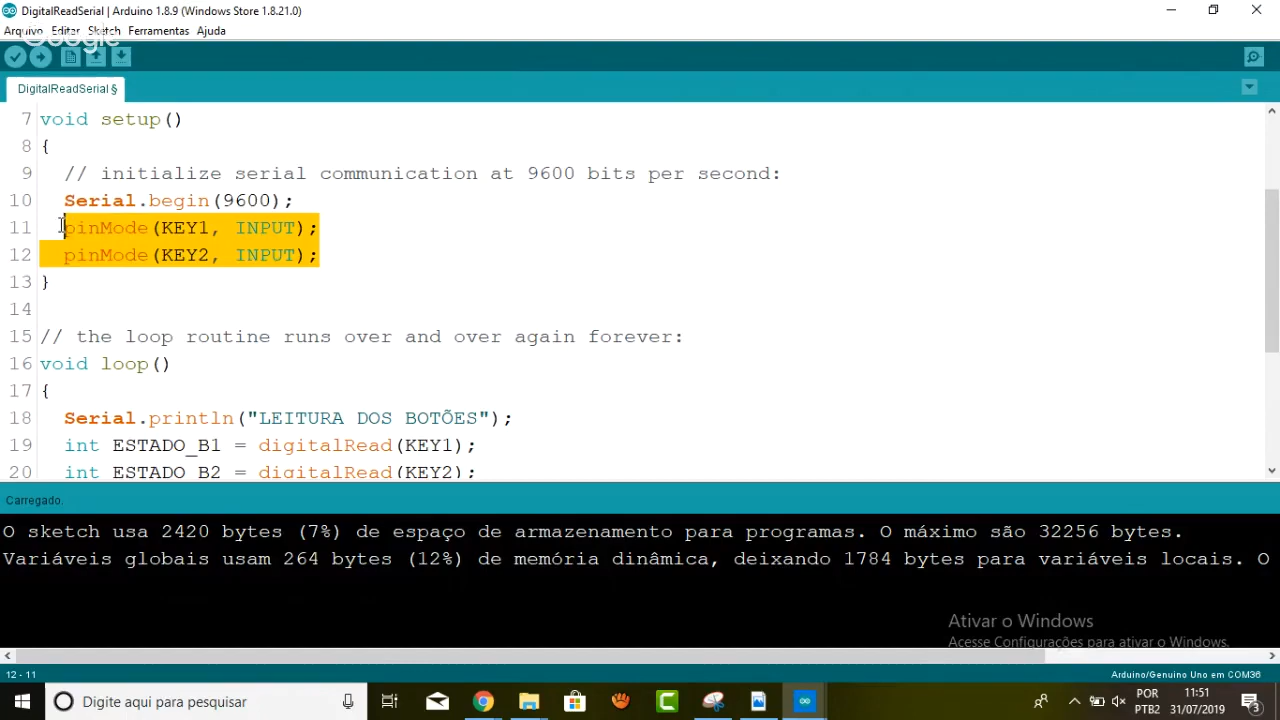 DigitalReadSerial | Arduino 1.8.9 (Windows Store 1.8.21.0)
Arquivo Editar Sketch Ferramentas Ajuda
Google
DigitalReadSerial §
7 void setup()
8 {
9 // initialize serial communication at 9600 bits per second:
10 Serial.begin(9600);
11 pinMode(KEY1, INPUT);
12 pinMode(KEY2, INPUT);
13 }
14
15 // the loop routine runs over and over again forever:
16 void loop()
17 {
18 Serial.println("LEITURA DOS BOTÕES");
19 int ESTADO_B1 = digitalRead(KEY1);
20 int ESTADO_B2 = digitalRead(KEY2);
Carregado.
O sketch usa 2420 bytes (7%) de espaço de armazenamento para programas. O máximo são 32256 bytes.
Variáveis globais usam 264 bytes (12%) de memória dinâmica, deixando 1784 bytes para variáveis locais. O
Ativar o Windows
Acesse Configurações para ativar o Windows.
12 - 11
Arduino/Genuino Uno em COM36
Digite aqui para pesquisar
POR
PTB2
11:51
31/07/2019
3